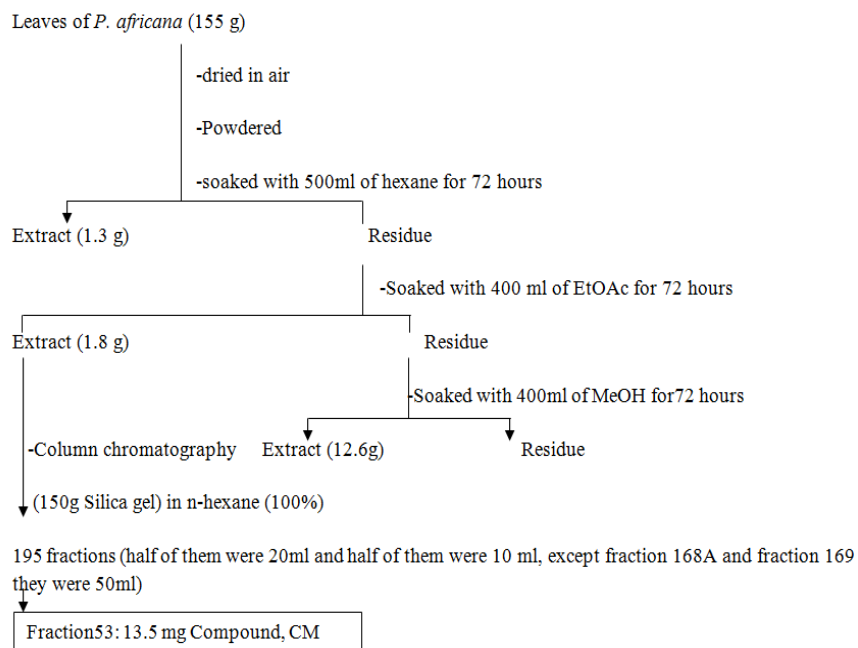 Leaves of P. africana (155 g)
-dried in air
-Powdered
-soaked with 500ml of hexane for 72 hours
Extract (1.3 g) Residue
-Soaked with 400 ml of EtOAc for 72 hours
Extract (1.8 g) Residue
-Soaked with 400ml of MeOH for72 hours
-Column chromatography Extract (12.6g) Residue
(150g Silica gel) in n-hexane (100%)
195 fractions (half of them were 20ml and half of them were 10 ml, except fraction 168A and fraction 169
they were 50ml)
Fraction53: 13.5 mg Compound, CM